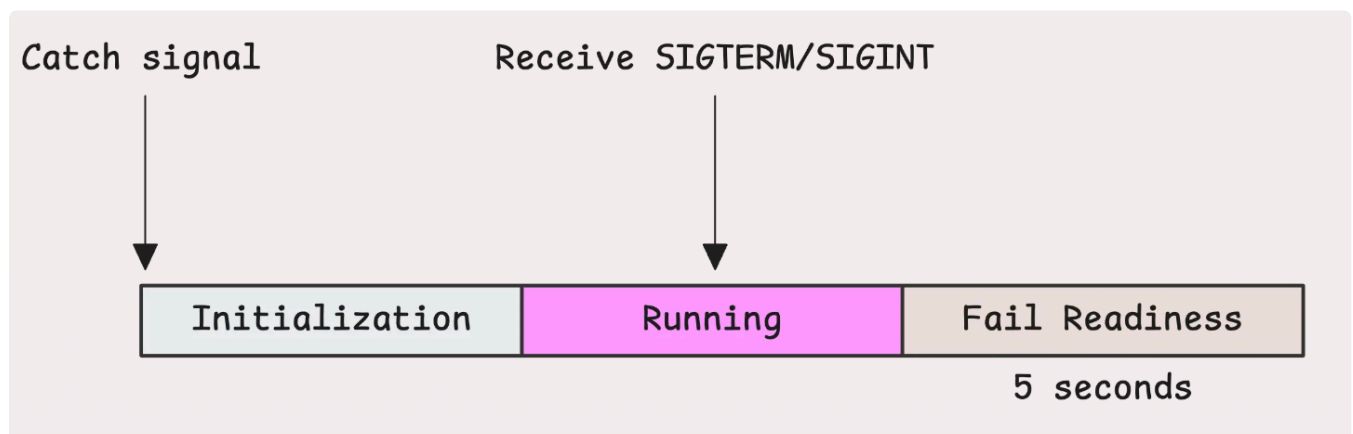 Catch signal
Receive SIGTERM/SIGINT
Initialization
Running
Fail Readiness
5 seconds